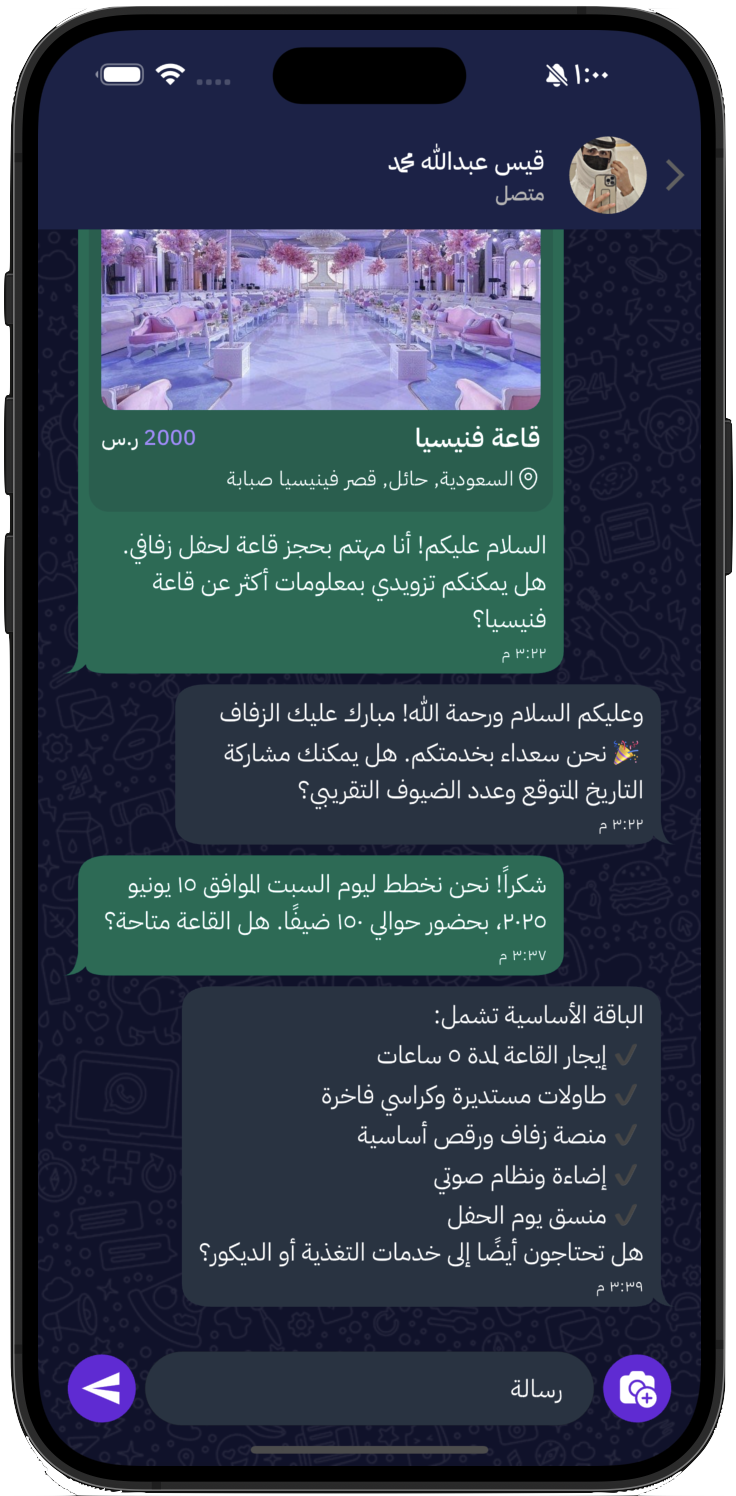 ١:٠٠
قيس عبدالله محمد
متصل
قاعة فنيسيا
2000 ر.س
السعودية, حائل, قصر فينيسيا صبابة
السلام عليكم! أنا مهتم بحجز قاعة لحفل زفافي.
هل يمكنكم تزويدي بمعلومات أكثر عن قاعة
فنيسيا؟
٣:٢٢ م
وعليكم السلام ورحمة الله! مبارك عليك الزفاف
🎉 نحن سعداء بخدمتكم. هل يمكنك مشاركة
التاريخ المتوقع وعدد الضيوف التقريبي؟
٣:٢٢ م
شكراً! نحن نخطط ليوم السبت الموافق ١٥ يونيو
٢٠٢٥، بحضور حوالي ١٥٠ ضيفًا. هل القاعة متاحة؟
٣:٣٧ م
الباقة الأساسية تشمل:
✔ إيجار القاعة لمدة ٥ ساعات
✔ طاولات مستديرة وكراسي فاخرة
✔ منصة زفاف ورقص أساسية
✔ إضاءة ونظام صوتي
✔ منسق يوم الحفل
هل تحتاجون أيضًا إلى خدمات التغذية أو الديكور؟
٣:٣٩ م
رسالة